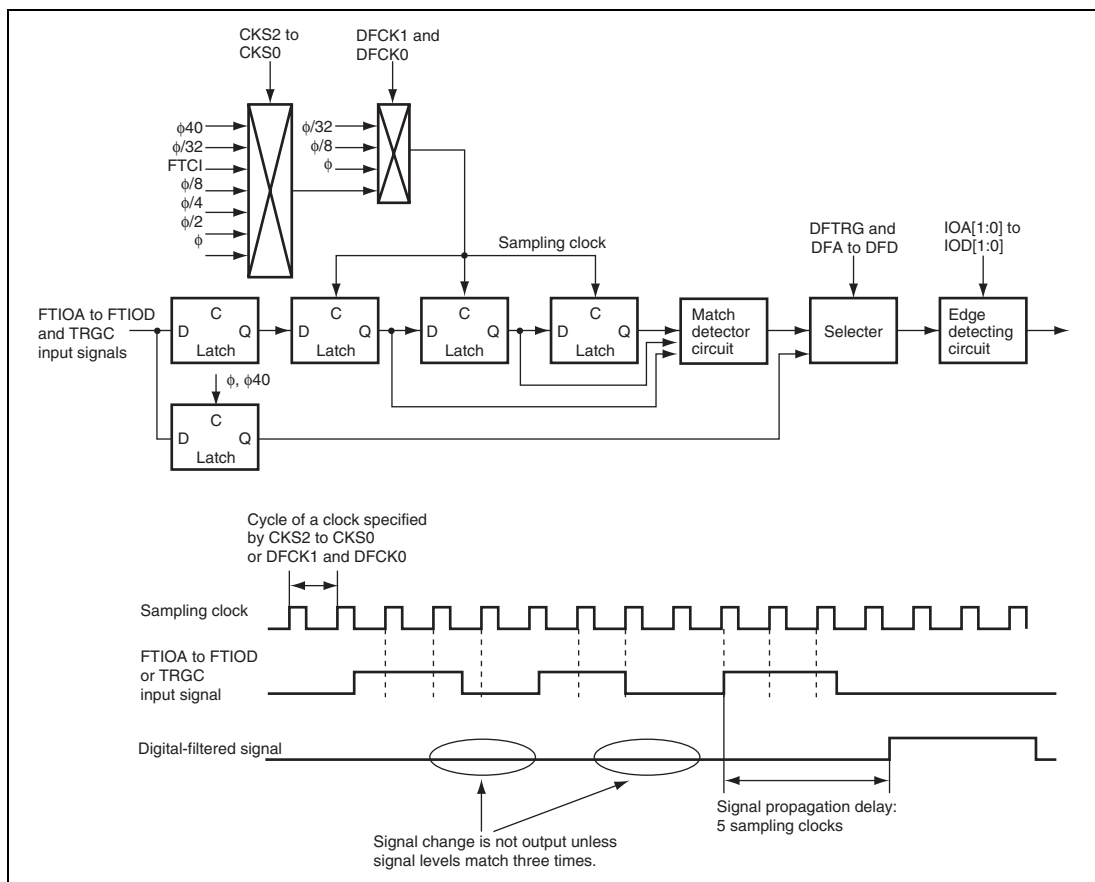 CKS2 to
CKS0
DFCK1 and
DFCK0
ϕ40
ϕ/32
FTCI
ϕ/8
ϕ/4
ϕ/2
ϕ
ϕ/32
ϕ/8
ϕ
Sampling clock
DFTRG and
DFA to DFD
IOA[1:0] to
IOD[1:0]
FTIOA to FTIOD
and TRGC
input signals
C
D Q
Latch
C
D Q
Latch
C
D Q
Latch
C
D Q
Latch
Match
detector
circuit
Selecter
Edge
detecting
circuit
ϕ, ϕ40
C
D Q
Latch
Cycle of a clock specified
by CKS2 to CKS0
or DFCK1 and DFCK0
Sampling clock
FTIOA to FTIOD
or TRGC
input signal
Digital-filtered signal
Signal propagation delay:
5 sampling clocks
Signal change is not output unless
signal levels match three times.